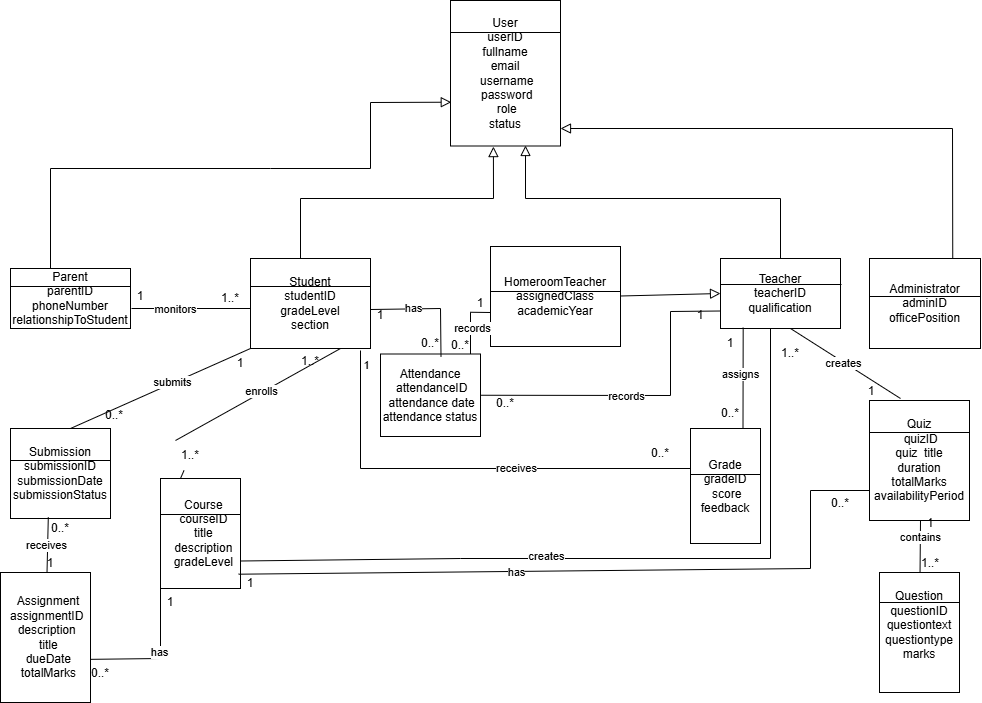 User
userID
fullname
email
username
password
role
status
Parent
parentID
phoneNumber
relationshipToStudent
1
monitors
1..*
Student
studentID
gradeLevel
section
1
has
0..*
HomeroomTeacher
assignedClass
academicYear
1
records
0..*
Teacher
teacherID
qualification
1
Administrator
adminID
officePosition
Attendance
attendanceID
attendance date
attendance status
0..*
records
1
submits
0..*
1..*
enrolls
1..*
1
receives
0..*
1
assigns
0..*
1..*
creates
1
Submission
submissionID
submissionDate
submissionStatus
0..*
receives
1
Course
courseID
title
description
gradeLevel
creates
1
has
0..*
Grade
gradeID
score
feedback
Quiz
quizID
quiz title
duration
totalMarks
availabilityPeriod
1
contains
1..*
Assignment
assignmentID
description
title
dueDate
totalMarks
0..*
has
1
Question
questionID
questiontext
questiontype
marks